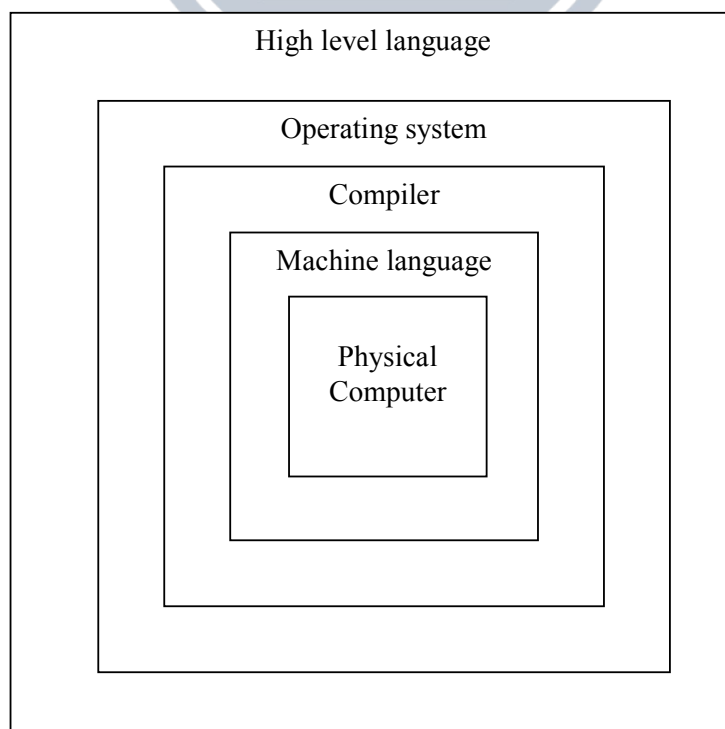 High level language
Operating system
Compiler
Machine language
Physical
Computer